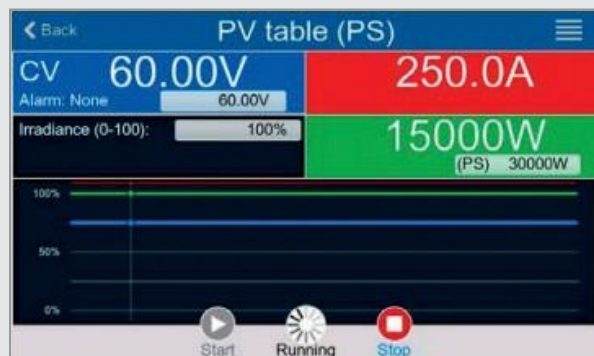 Back PV table (PS)
CV 60.00V 250.0A
Alarm: None 60.00V
Irradiance (0-100): 100% 15000W
(PS) 30000W
100%
50%
0%
Start Running Stop